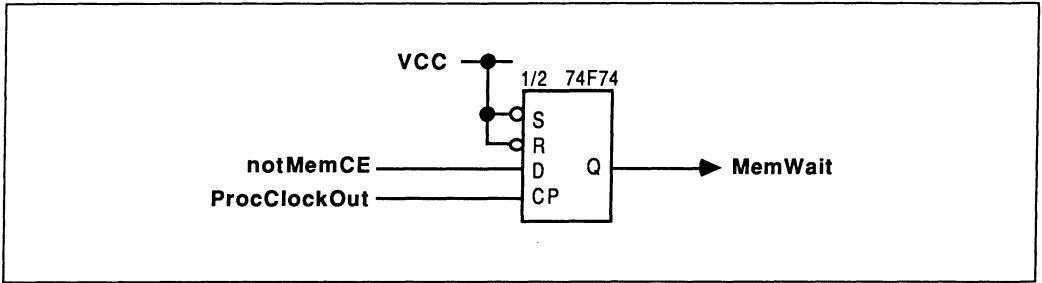 VCC
1/2 74F74
S
R
notMemCE D Q MemWait
ProcClockOut CP